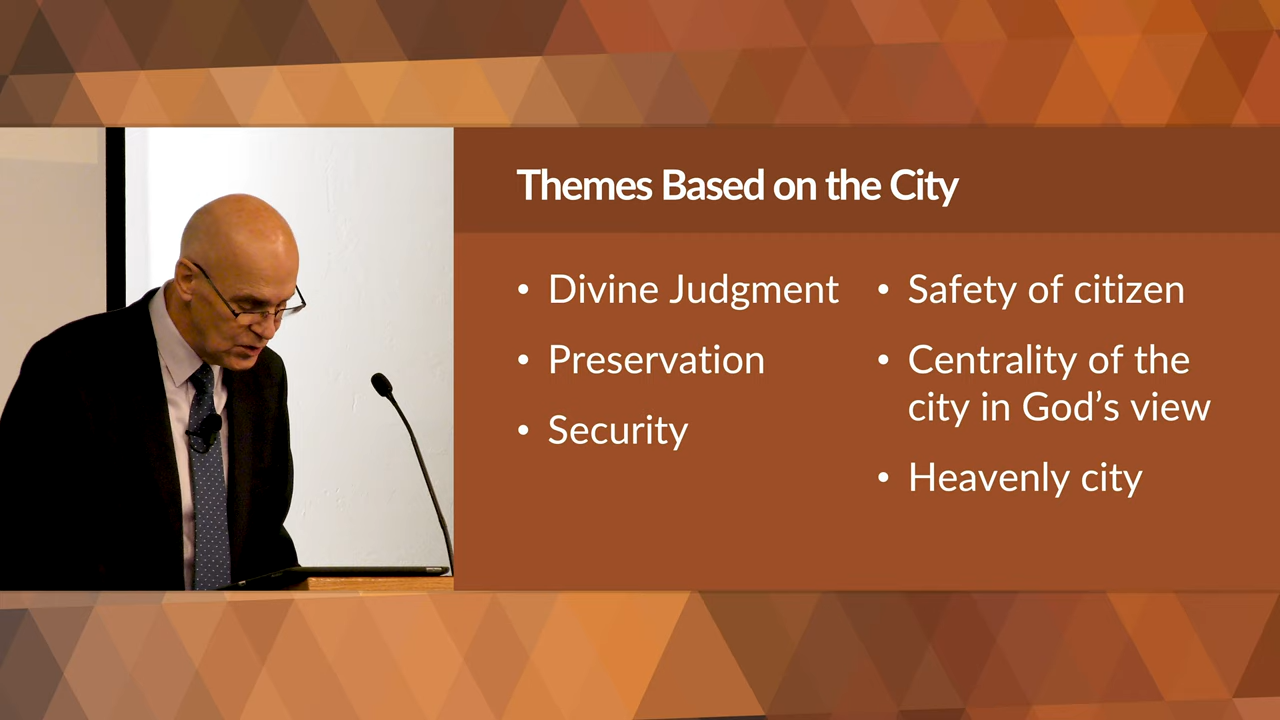 Themes Based on the City
• Divine Judgment
• Preservation
• Security
• Safety of citizen
• Centrality of the
city in God’s view
• Heavenly city